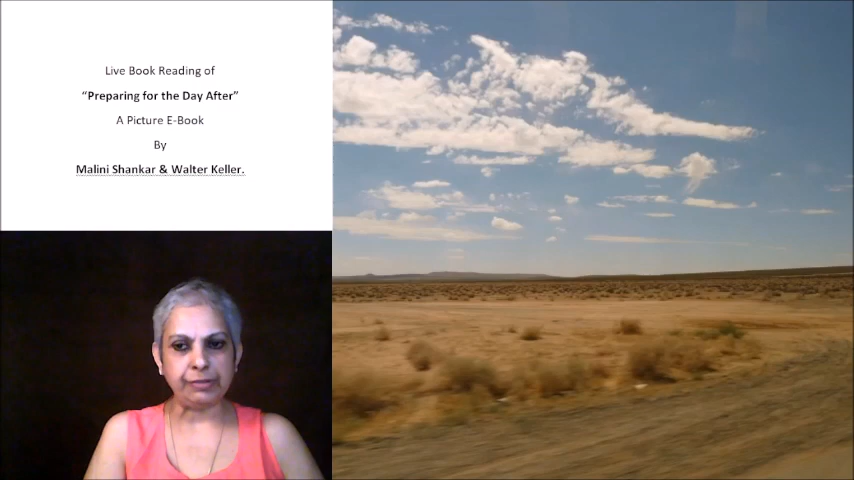 Live Book Reading of
“Preparing for the Day After”
A Picture E-Book
By
Malini Shankar & Walter Keller.